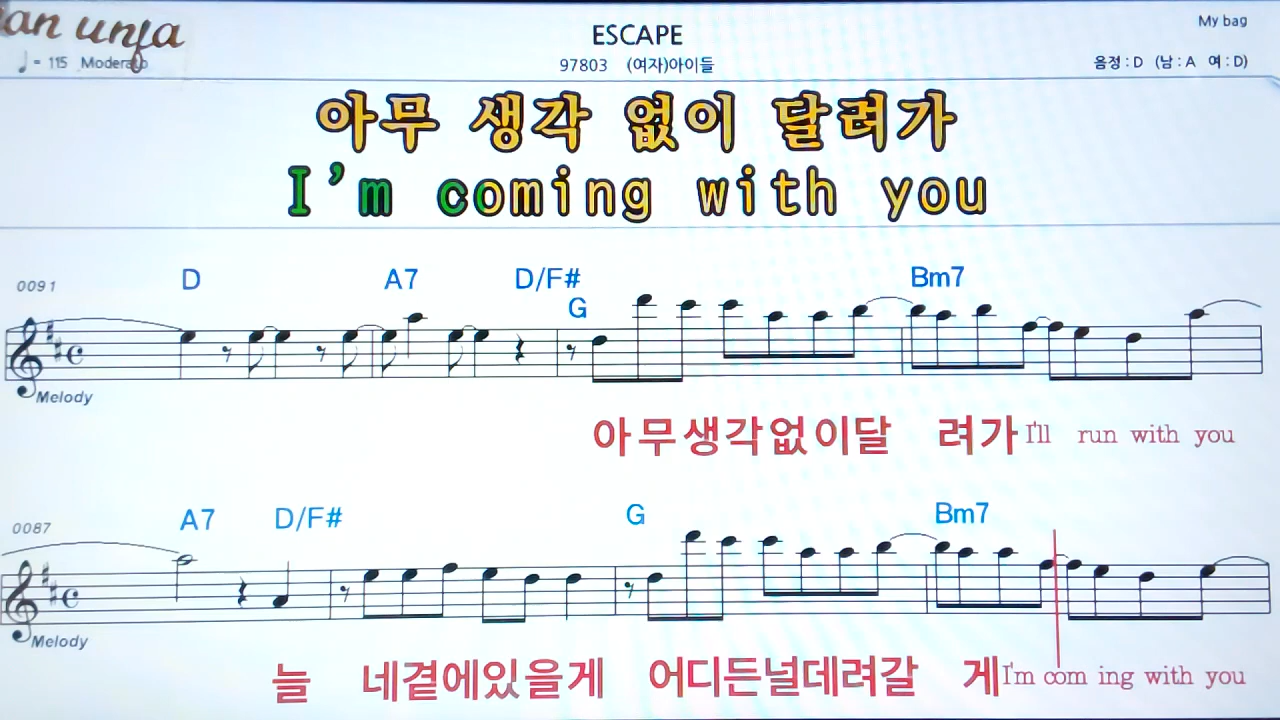 an unja
ESCAPE
My bag
♩= 115 Moderato
97803 (여자)아이들
음정 : D (남 : A 여 : D)
아무 생각 없이 달려가
I'm coming with you
0091
D A7 D/F# G Bm7
Melody
아무생각없이달 려가 I'll run with you
0087
A7 D/F# G Bm7
Melody
늘 네곁에있을게 어디든널데려갈 게 I'm com ing with you